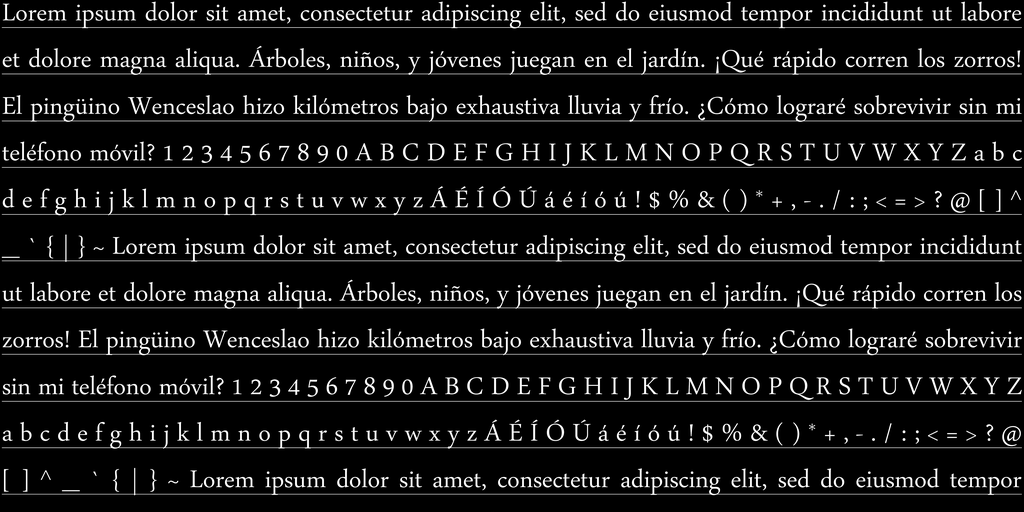 Lorem ipsum dolor sit amet, consectetur adipiscing elit, sed do eiusmod tempor incididunt ut labore
et dolore magna aliqua. Árboles, niños, y jóvenes juegan en el jardín. ¡Qué rápido corren los zorros!
El pingüino Wenceslao hizo kilómetros bajo exhaustiva lluvia y frío. ¿Cómo lograré sobrevivir sin mi
teléfono móvil? 1 2 3 4 5 6 7 8 9 0 A B C D E F G H I J K L M N O P Q R S T U V W X Y Z a b c
d e f g h i j k l m n o p q r s t u v w x y z Á É Í Ó Ú á é í ó ú ! $ % & ( ) * + , - . / : ; < = > ? @ [ ] ^
_ ` { | } ~ Lorem ipsum dolor sit amet, consectetur adipiscing elit, sed do eiusmod tempor incididunt
ut labore et dolore magna aliqua. Árboles, niños, y jóvenes juegan en el jardín. ¡Qué rápido corren los
zorros! El pingüino Wenceslao hizo kilómetros bajo exhaustiva lluvia y frío. ¿Cómo lograré sobrevivir
sin mi teléfono móvil? 1 2 3 4 5 6 7 8 9 0 A B C D E F G H I J K L M N O P Q R S T U V W X Y Z
a b c d e f g h i j k l m n o p q r s t u v w x y z Á É Í Ó Ú á é í ó ú ! $ % & ( ) * + , - . / : ; < = > ? @
[ ] ^ _ ` { | } ~ Lorem ipsum dolor sit amet, consectetur adipiscing elit, sed do eiusmod tempor